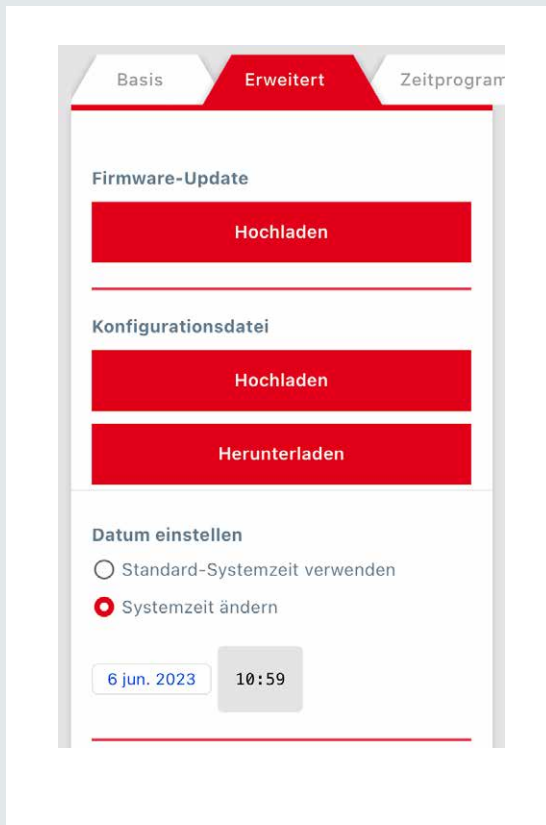 Basis Erweitert Zeitprogram
Firmware-Update
Hochladen
Konfigurationsdatei
Hochladen
Herunterladen
Datum einstellen
Standard-Systemzeit verwenden
Systemzeit ändern
6 jun. 2023 10:59